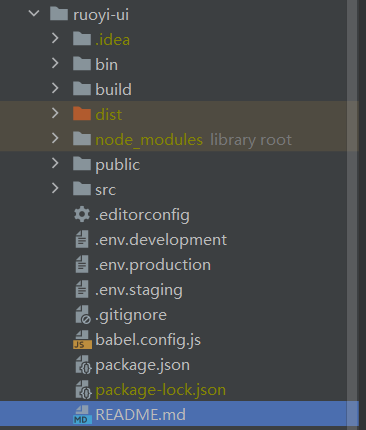 ruoyi-ui
.idea
bin
build
dist
node_modules library root
public
src
.editorconfig
.env.development
.env.production
.env.staging
.gitignore
babel.config.js
package.json
package-lock.json
README.md